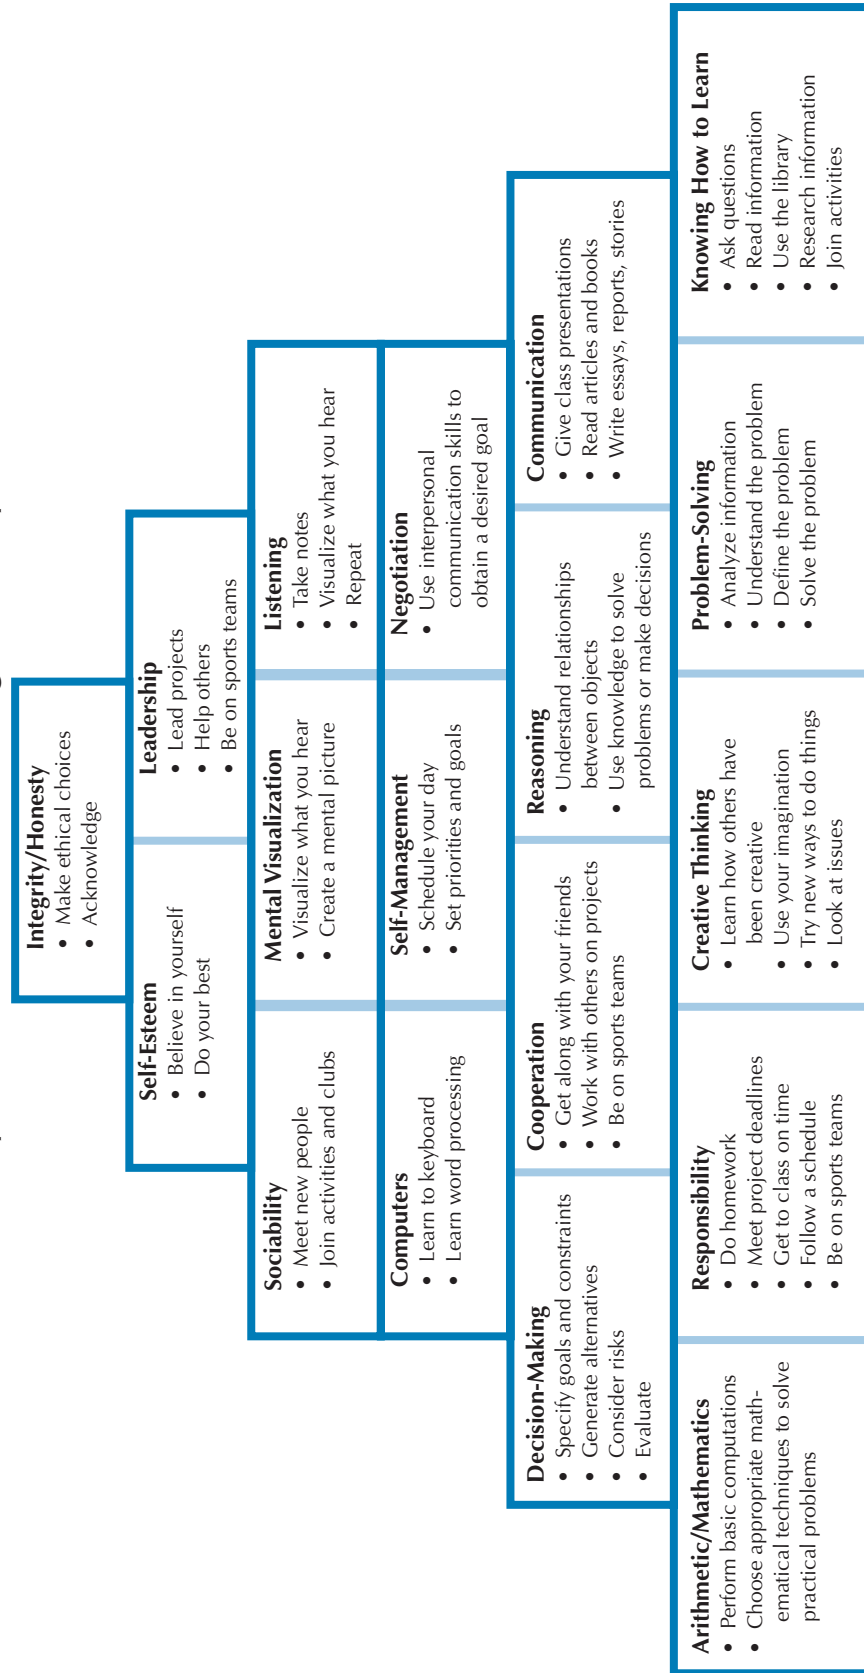 Integrity/Honesty
• Make ethical choices
• Acknowledge
Self-Esteem
• Believe in yourself
• Do your best
Leadership
• Lead projects
• Help others
• Be on sports teams
Sociability
• Meet new people
• Join activities and clubs
Mental Visualization
• Visualize what you hear
• Create a mental picture
Listening
• Take notes
• Visualize what you hear
• Repeat
Computers
• Learn to keyboard
• Learn word processing
Self-Management
• Schedule your day
• Set priorities and goals
Negotiation
• Use interpersonal
communication skills to
obtain a desired goal
Decision-Making
• Specify goals and constraints
• Generate alternatives
• Consider risks
• Evaluate
Cooperation
• Get along with your friends
• Work with others on projects
• Be on sports teams
Reasoning
• Understand relationships
between objects
• Use knowledge to solve
problems or make decisions
Communication
• Give class presentations
• Read articles and books
• Write essays, reports, stories
Arithmetic/Mathematics
• Perform basic computations
• Choose appropriate math-
ematical techniques to solve
practical problems
Responsibility
• Do homework
• Meet project deadlines
• Get to class on time
• Follow a schedule
• Be on sports teams
Creative Thinking
• Learn how others have
been creative
• Use your imagination
• Try new ways to do things
• Look at issues
Problem-Solving
• Analyze information
• Understand the problem
• Define the problem
• Solve the problem
Knowing How to Learn
• Ask questions
• Read information
• Use the library
• Research information
• Join activities